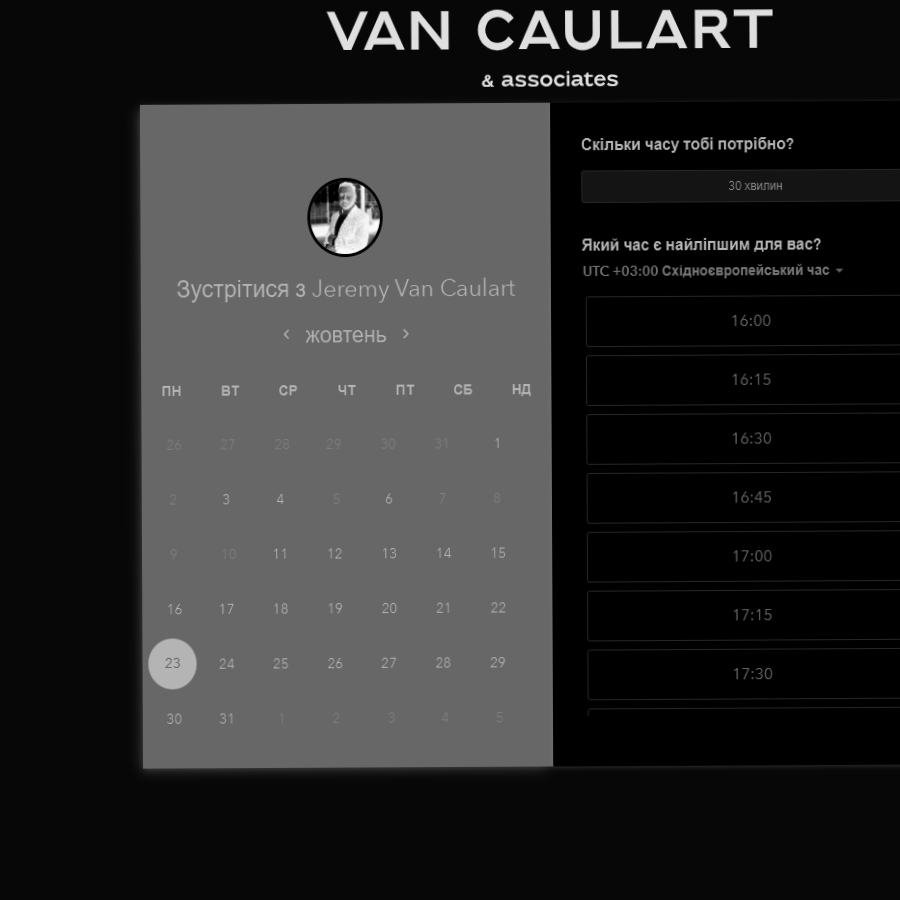 VAN CAULART
& associates
Зустрітися з Jeremy Van Caulart
жовтень
ПН ВТ СР ЧТ ПТ СБ НД
26 27 28 29 30 31 1
2 3 4 5 6 7 8
9 10 11 12 13 14 15
16 17 18 19 20 21 22
23 24 25 26 27 28 29
30 31 1 2 3 4 5
Скільки часу тобі потрібно?
30 хвилин
Який час є найліпшим для вас?
UTC +03:00 Східноєвропейський час
16:00
16:15
16:30
16:45
17:00
17:15
17:30